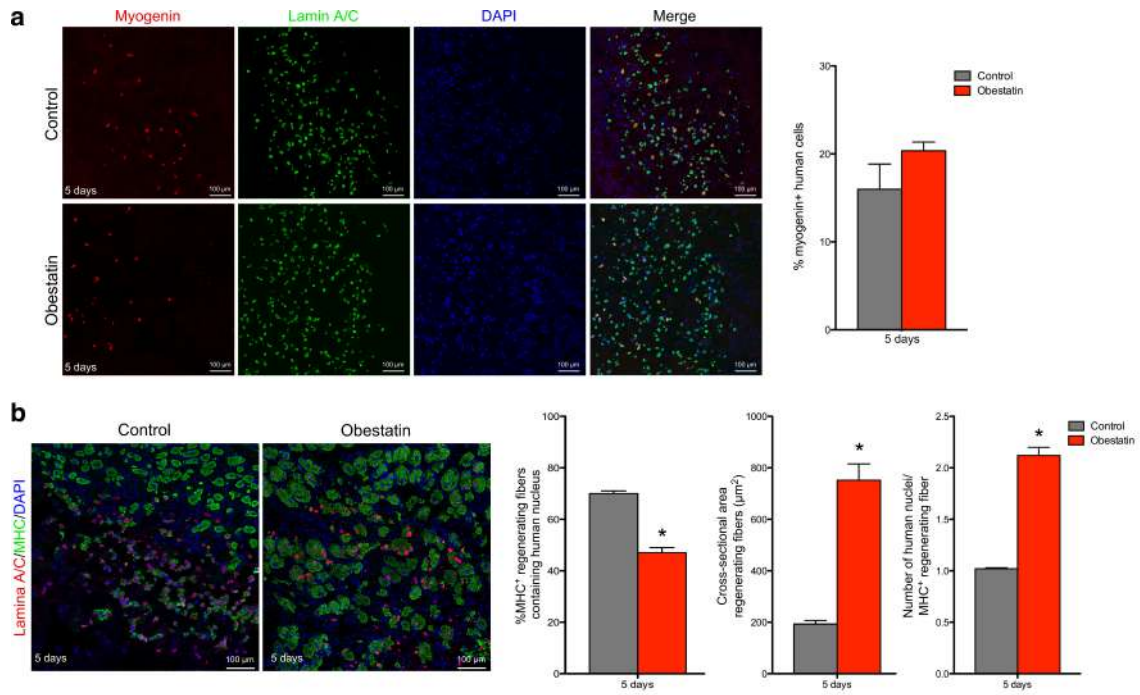 a
Myogenin
Lamin A/C
DAPI
Merge
Control
5 days
100 µm
100 µm
100 µm
100 µm
Obestatin
5 days
100 µm
100 µm
100 µm
100 µm
% myogenin+ human cells
30
20
10
0
5 days
Control
Obestatin
b
Control
Obestatin
Lamina A/C/MHC/DAPI
5 days
100 µm
5 days
100 µm
%MHC⁺ regenerating fibers
containing human nucleus
100
80
60
40
20
0
*
5 days
Cross-sectional area
regenerating fibers (µm²)
1000
800
600
400
200
0
*
5 days
Number of human nuclei/
MHC⁺ regenerating fiber
2.5
2.0
1.5
1.0
0.5
0.0
*
5 days
Control
Obestatin